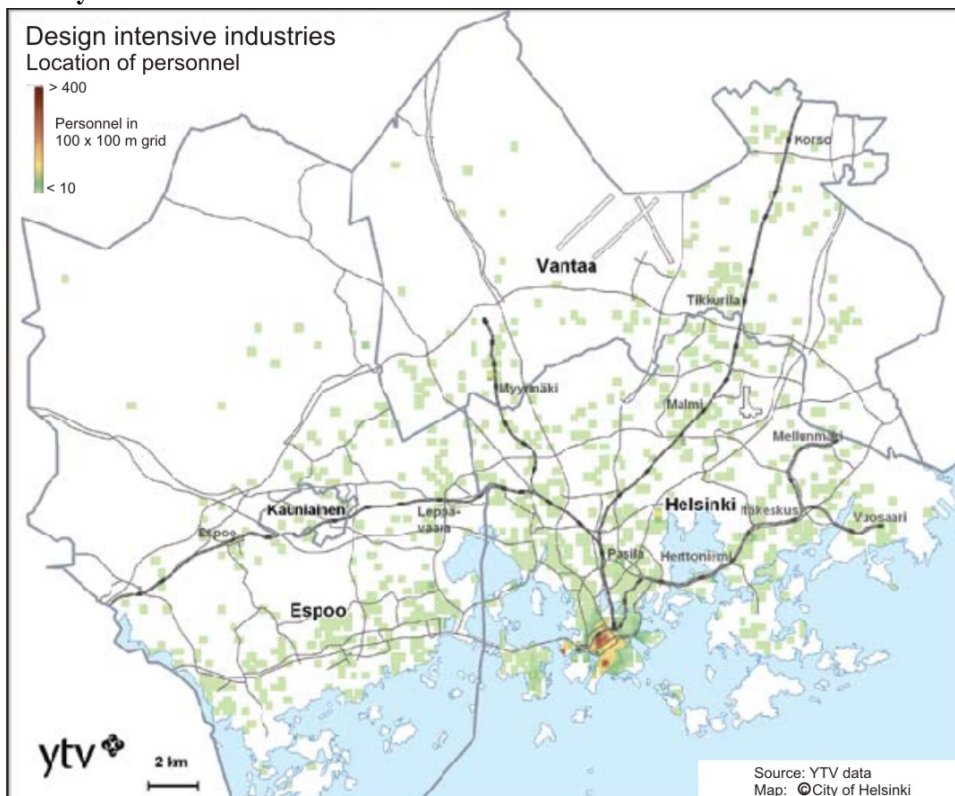 Design intensive industries
Location of personnel
> 400
Personnel in
100 x 100 m grid
< 10
Korso
Vantaa
Tikkurila
Myyrmäki
Malmi
Mellunmäki
Kauniainen
Helsinki
Itäkeskus
Leppä-
vaara
Vuosaari
Espoo
Pasila
Herttoniemi
Espoo
ytv
2 km
Source: YTV data
Map: ©City of Helsinki